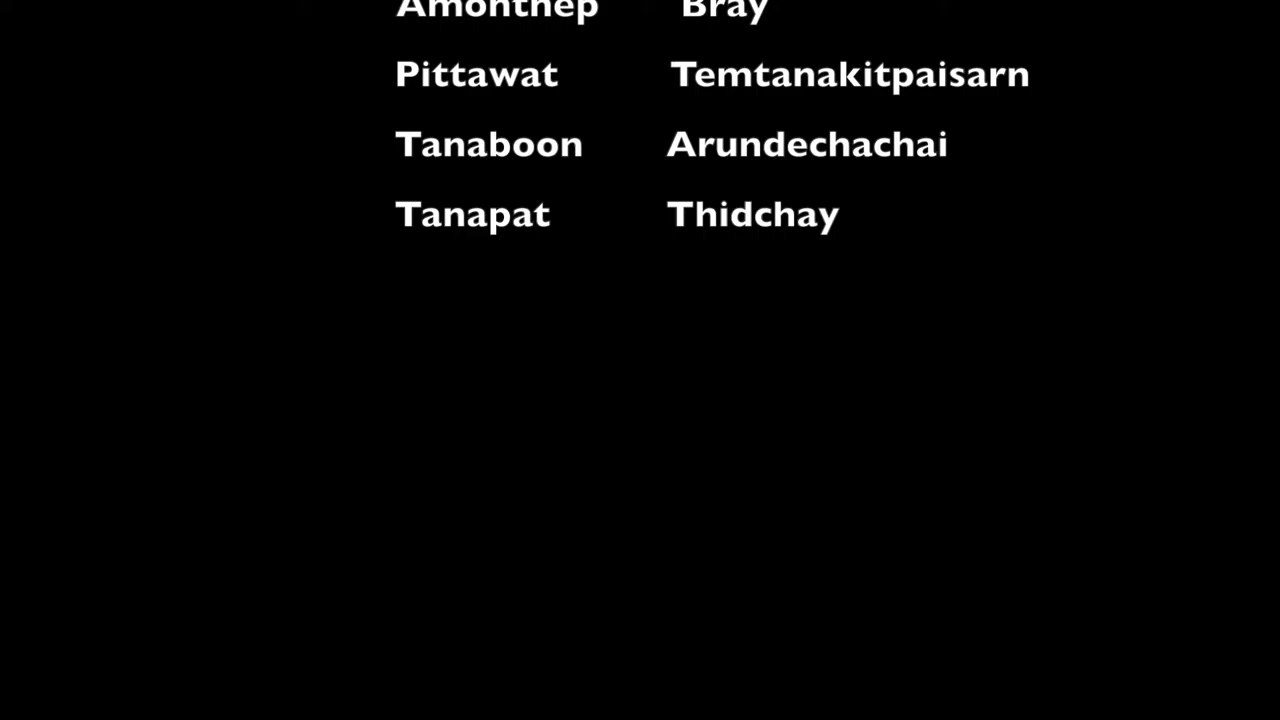 Amonthep Bray
Pittawat Temtanakitpaisarn
Tanaboon Arundechachai
Tanapat Thidchay